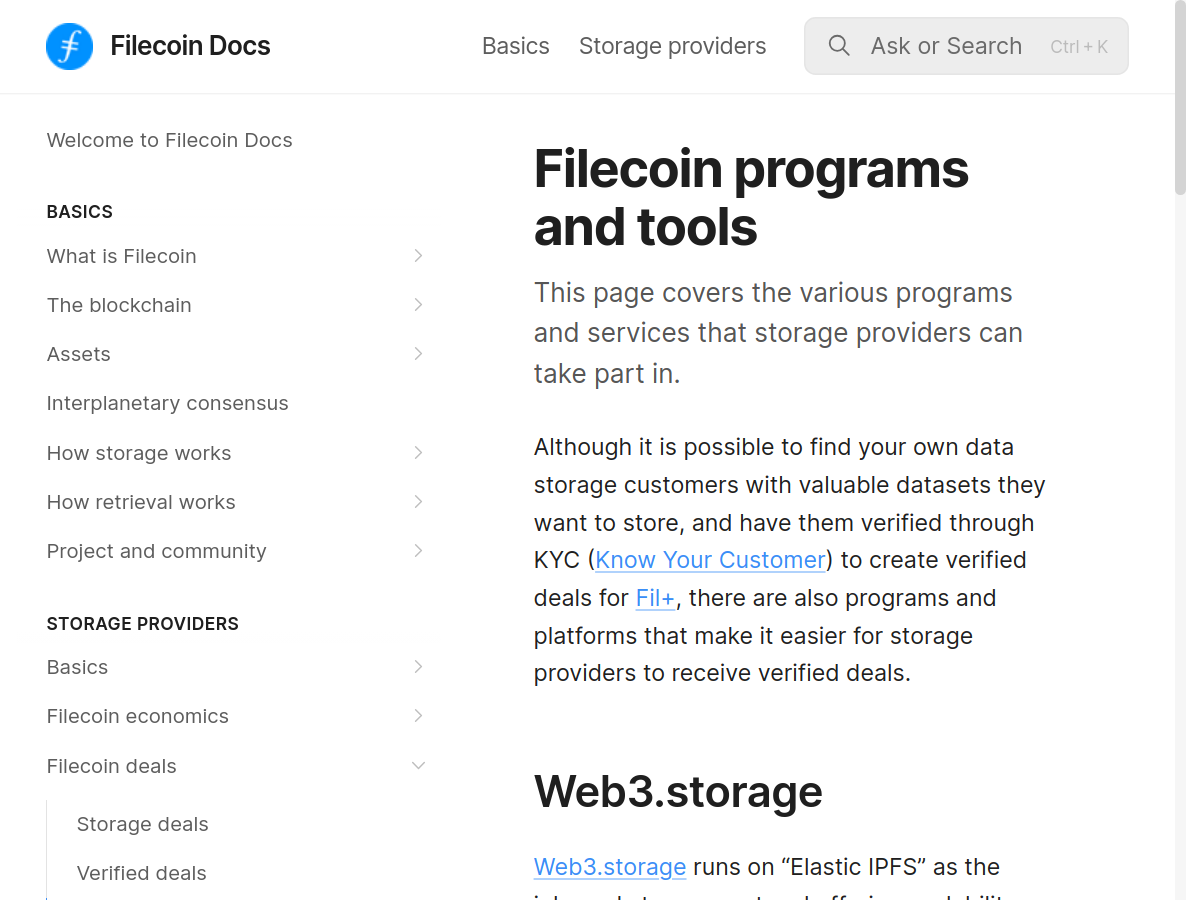 Filecoin Docs
Basics
Storage providers
Ask or Search
Ctrl + K
Welcome to Filecoin Docs
BASICS
What is Filecoin
The blockchain
Assets
Interplanetary consensus
How storage works
How retrieval works
Project and community
STORAGE PROVIDERS
Basics
Filecoin economics
Filecoin deals
Storage deals
Verified deals
Filecoin programs
and tools
This page covers the various programs
and services that storage providers can
take part in.
Although it is possible to find your own data
storage customers with valuable datasets they
want to store, and have them verified through
KYC (Know Your Customer) to create verified
deals for Fil+, there are also programs and
platforms that make it easier for storage
providers to receive verified deals.
Web3.storage
Web3.storage runs on “Elastic IPFS” as the